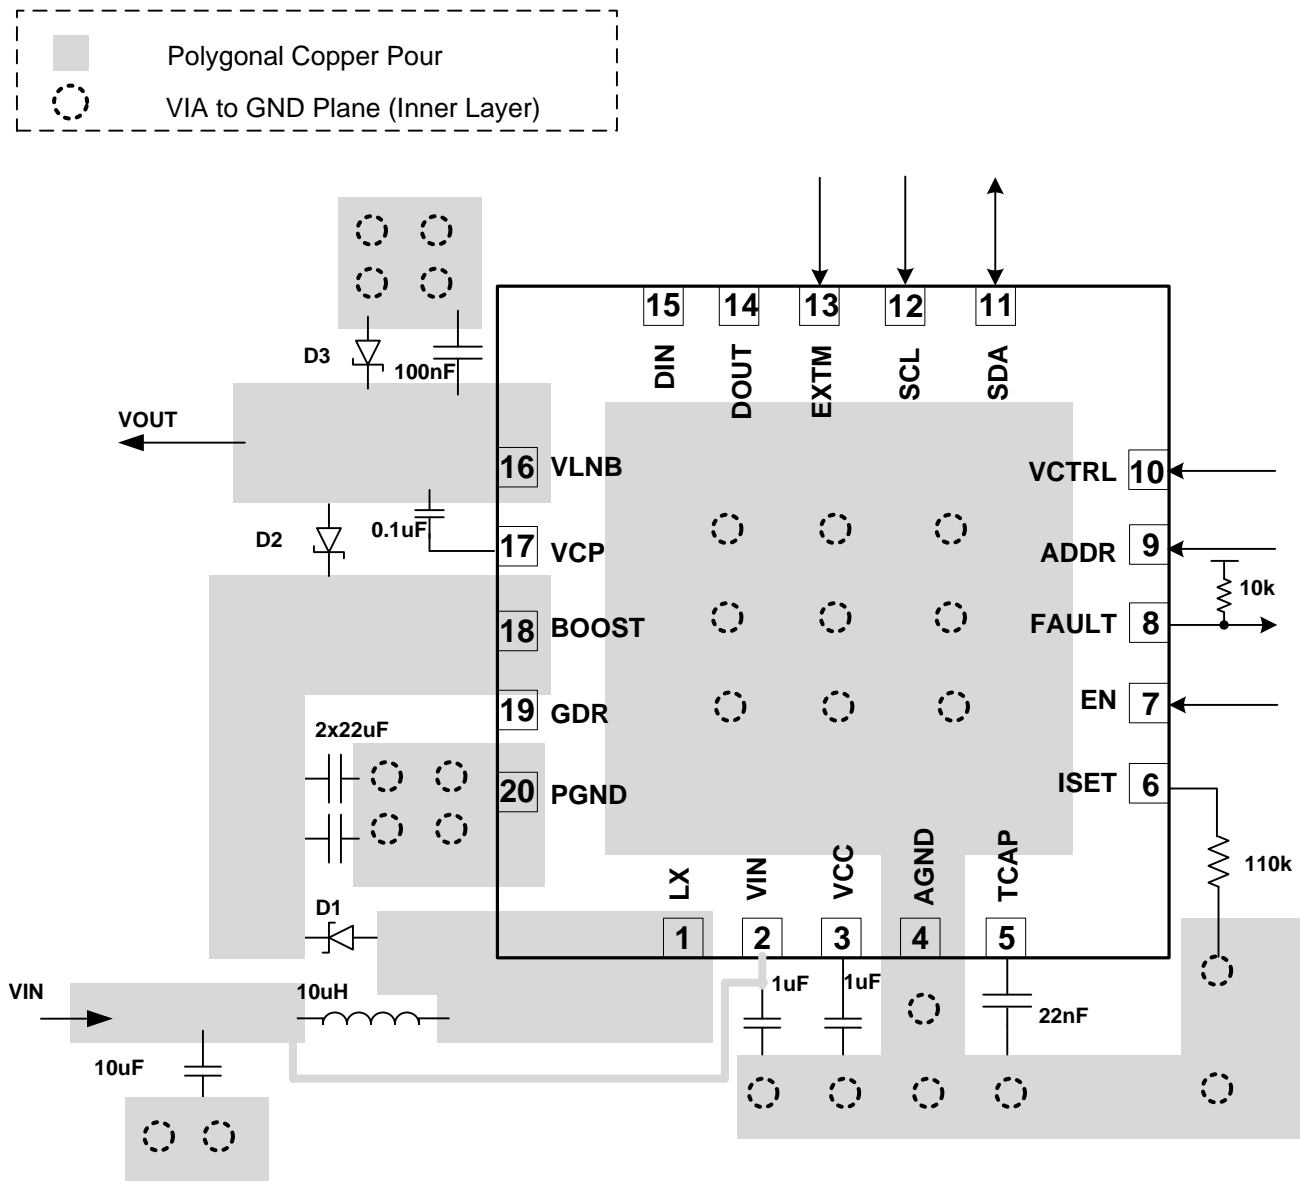 Polygonal Copper Pour
VIA to GND Plane (Inner Layer)
15
14
13
12
11
DIN
DOUT
EXTM
SCL
SDA
D3
100nF
VOUT
16 VLNB
VCTRL 10
D2
0.1uF
17 VCP
ADDR 9
10k
18 BOOST
FAULT 8
19 GDR
EN 7
2x22uF
20 PGND
ISET 6
110k
LX
VIN
VCC
AGND
TCAP
D1
1
2
3
4
5
VIN
10uH
1uF
1uF
22nF
10uF